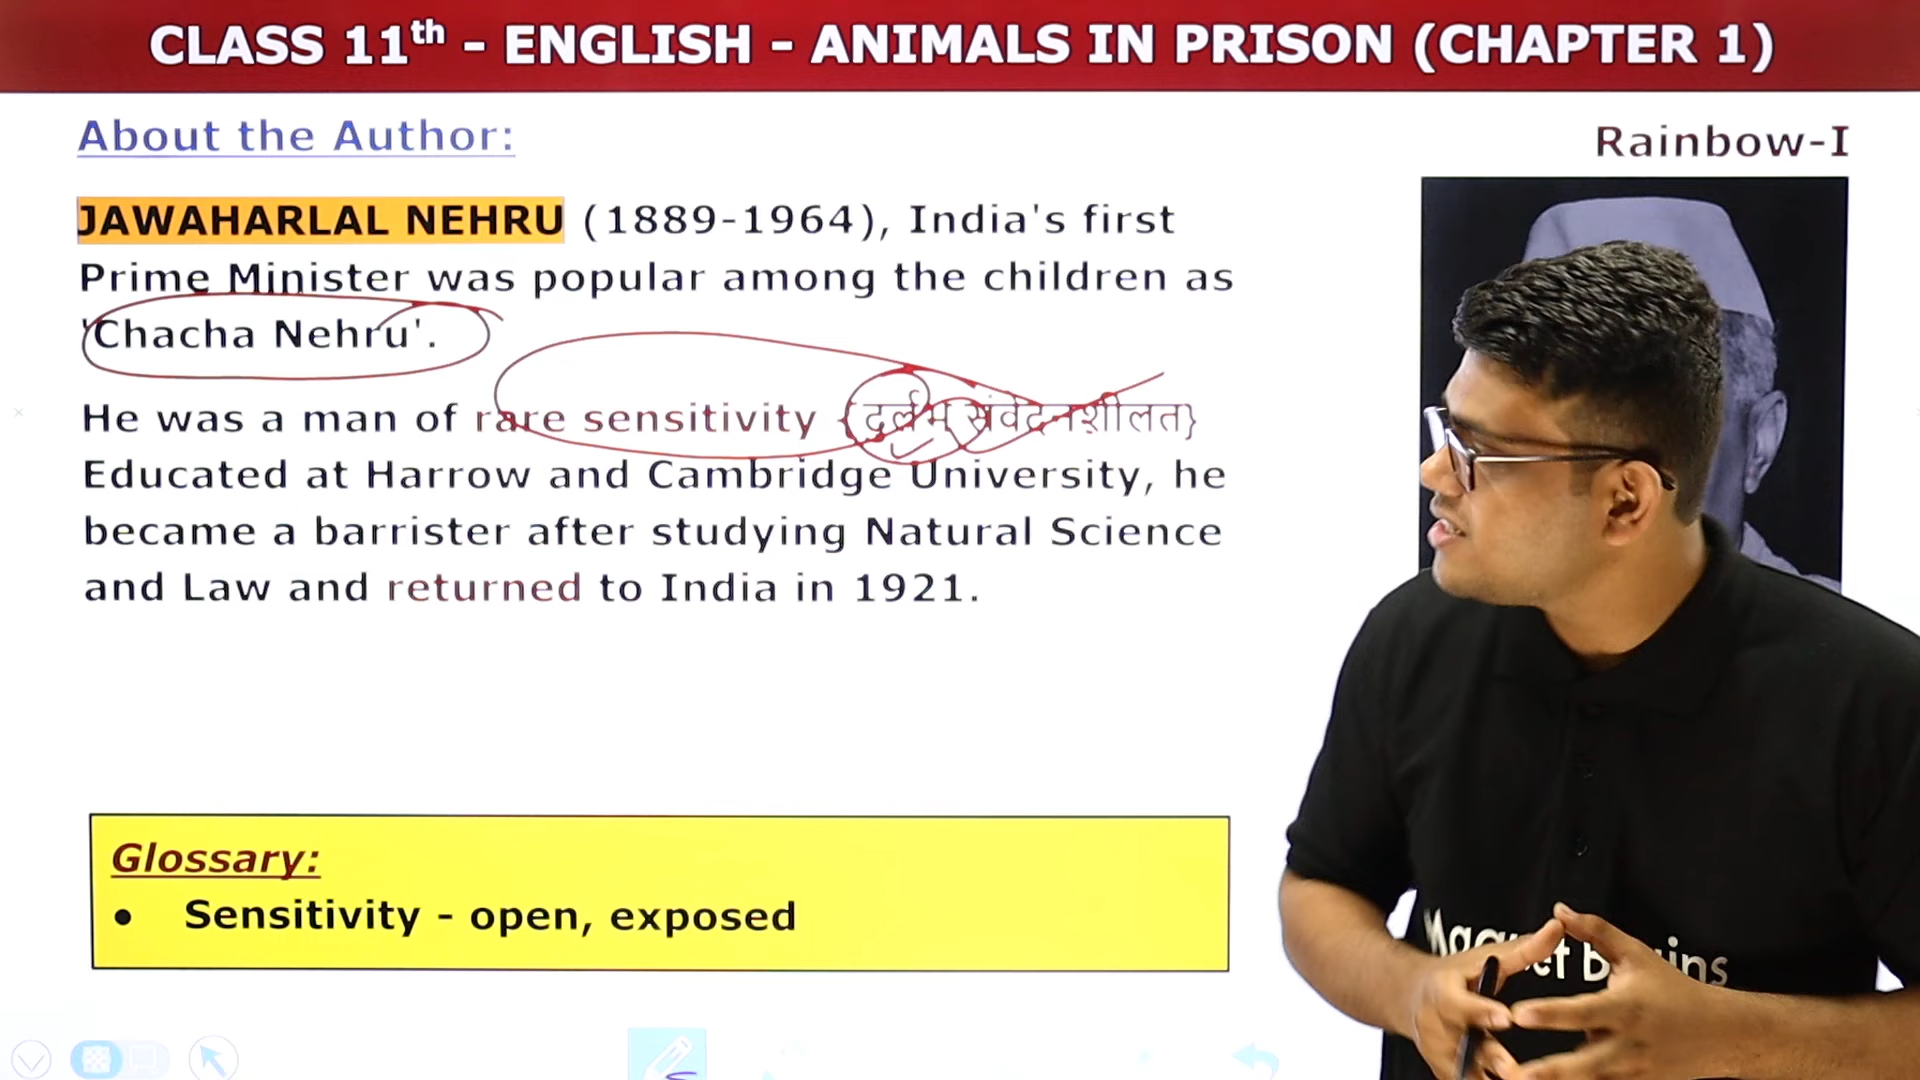 CLASS 11th - ENGLISH - ANIMALS IN PRISON (CHAPTER 1)
About the Author:
Rainbow-I
JAWAHARLAL NEHRU (1889-1964), India's first
Prime Minister was popular among the children as
'Chacha Nehru'.
He was a man of rare sensitivity {दुर्लभ संवेदनशीलत}
Educated at Harrow and Cambridge University, he
became a barrister after studying Natural Science
and Law and returned to India in 1921.
Glossary:
• Sensitivity - open, exposed
Magnet Brains